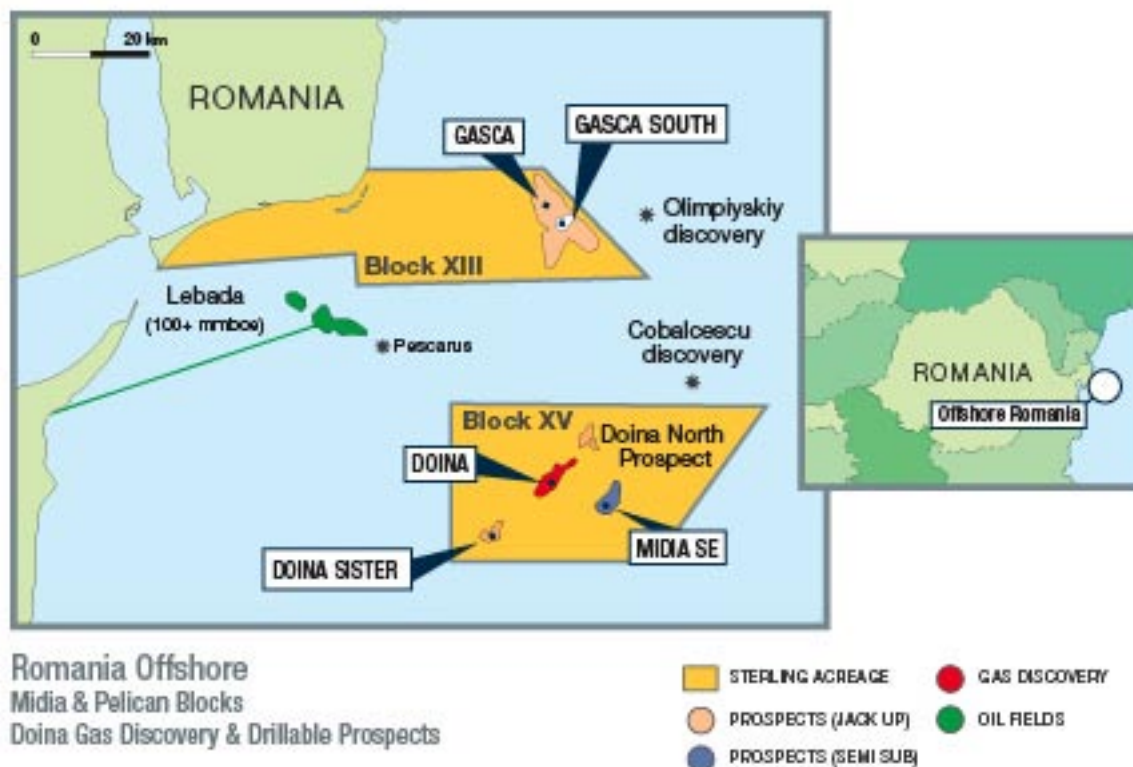 0 20 km
ROMANIA
GASCA
GASCA SOUTH
Olimpiyskiy
discovery
Block XIII
Lebada
(100+ mmboe)
Pescarus
Cobalcescu
discovery
ROMANIA
Offshore Romania
Block XV
Doina North
Prospect
DOINA
MIDIA SE
DOINA SISTER
Romania Offshore
Midia & Pelican Blocks
Doina Gas Discovery & Drillable Prospects
STERLING ACREAGE
PROSPECTS (JACK UP)
PROSPECTS (SEMI SUB)
GAS DISCOVERY
OIL FIELDS